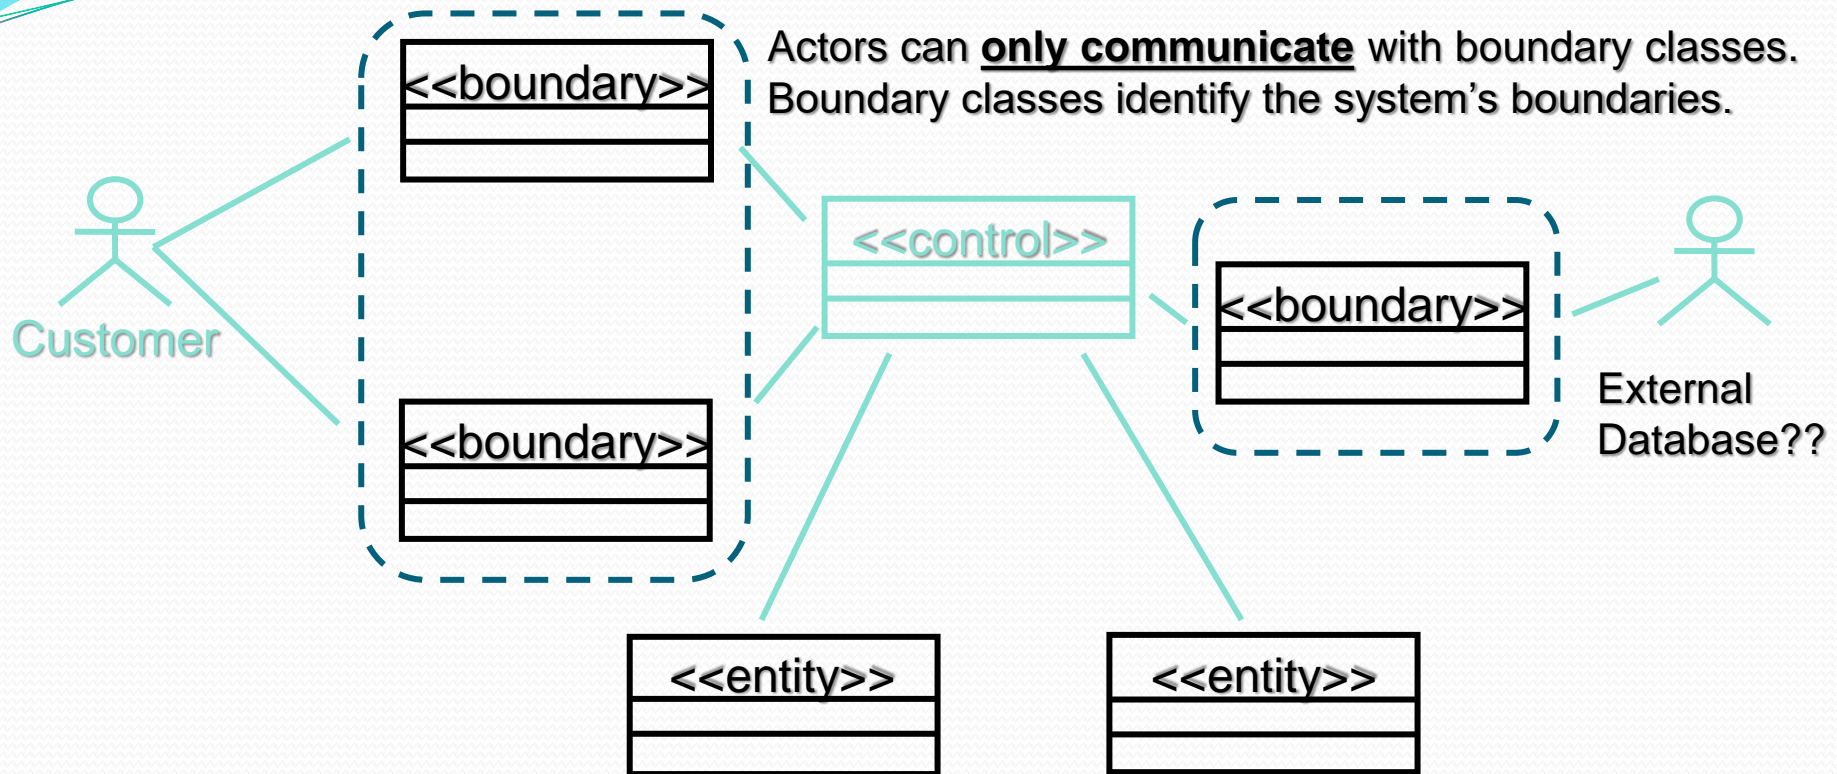 Actors can only communicate with boundary classes.
Boundary classes identify the system’s boundaries.
<<boundary>>
<<control>>
<<boundary>>
Customer
External
Database??
<<boundary>>
<<entity>>
<<entity>>